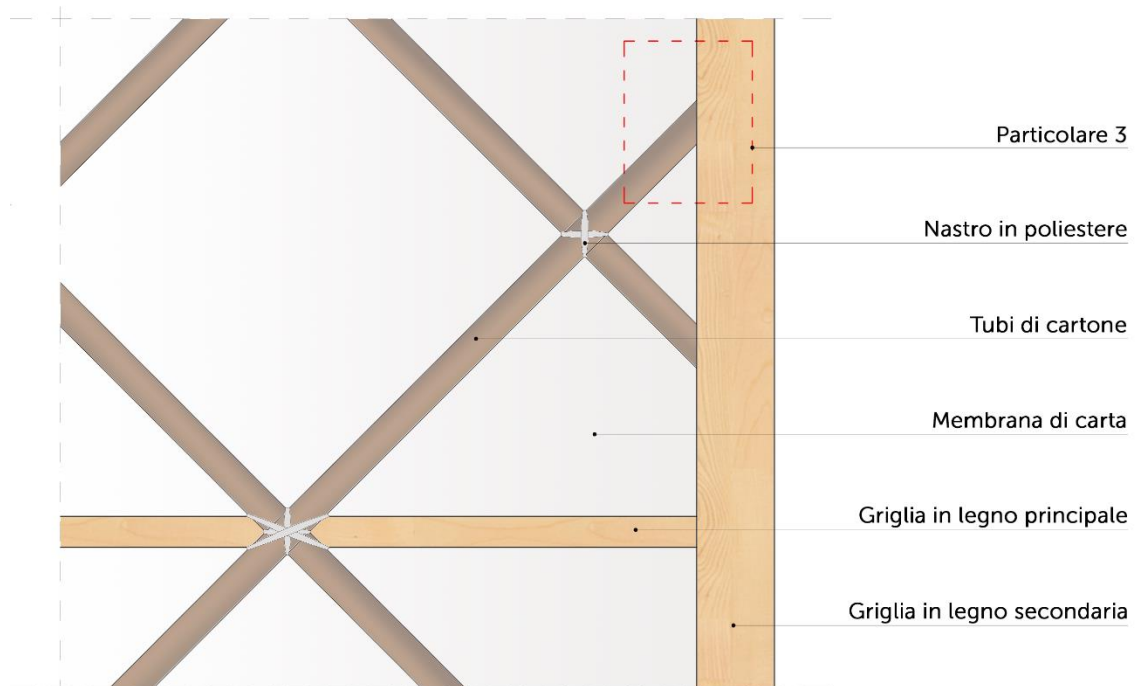 Particolare 3
Nastro in poliestere
Tubi di cartone
Membrana di carta
Griglia in legno principale
Griglia in legno secondaria